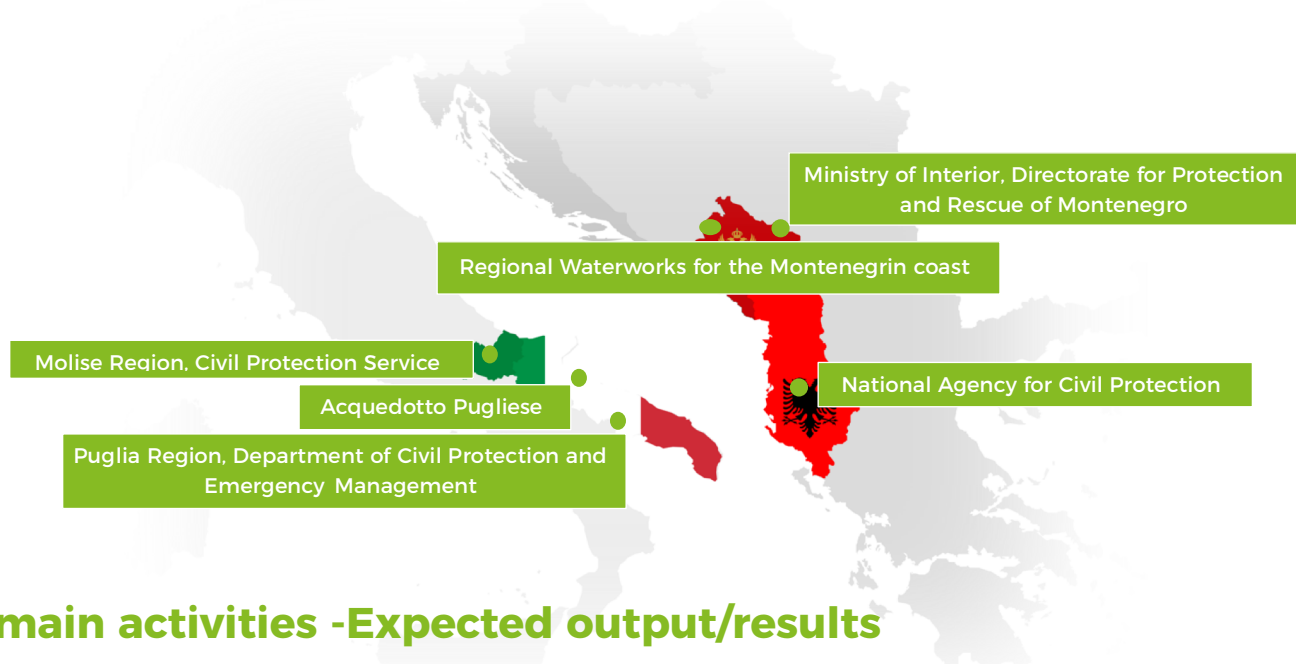 Ministry of Interior, Directorate for Protection
and Rescue of Montenegro
Regional Waterworks for the Montenegrin coast
Molise Region, Civil Protection Service
National Agency for Civil Protection
Acquedotto Pugliese
Puglia Region, Department of Civil Protection and
Emergency Management
main activities -Expected output/results